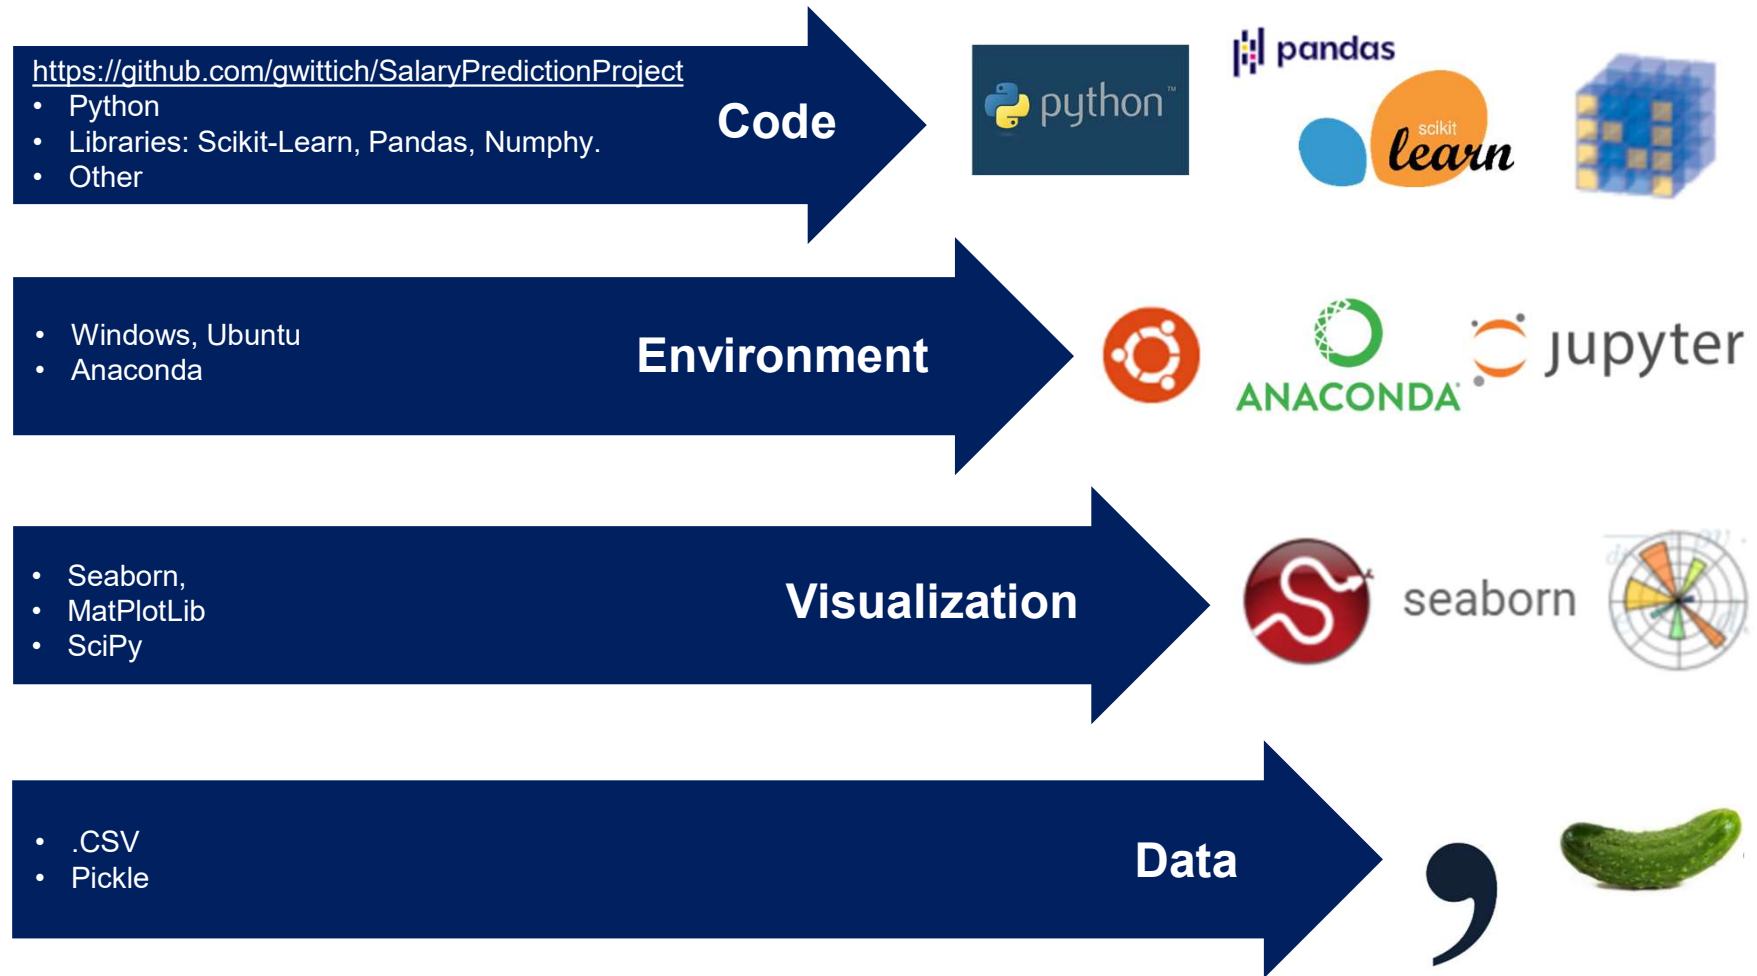 https://github.com/gwittich/SalaryPredictionProject
• Python
• Libraries: Scikit-Learn, Pandas, Numphy.
• Other
Code
python™
pandas
scikit
learn
• Windows, Ubuntu
• Anaconda
Environment
ANACONDA
jupyter
• Seaborn,
• MatPlotLib
• SciPy
Visualization
seaborn
• .CSV
• Pickle
Data
,